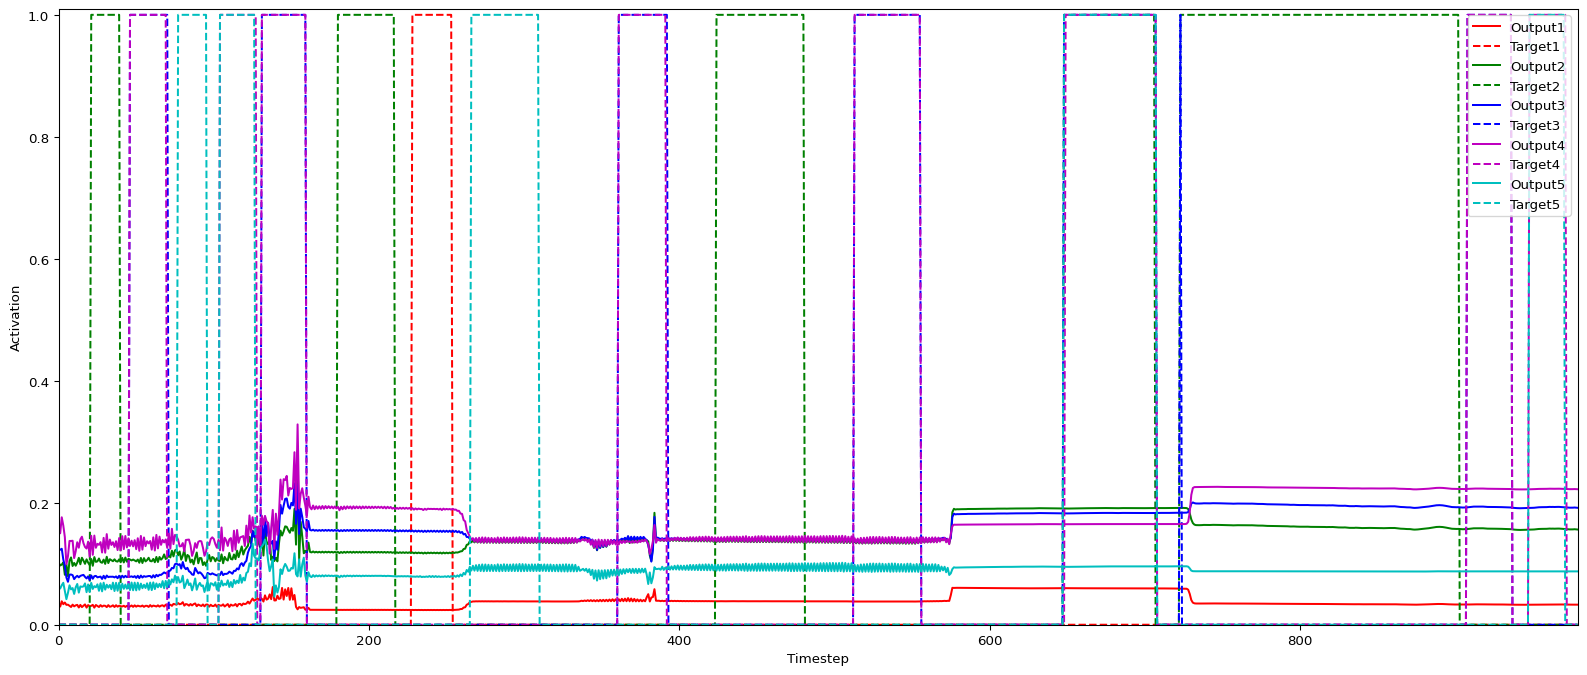 1.0
0.8
0.6
0.4
0.2
0.0
Activation
0
200
400
600
800
Timestep
Output1
Target1
Output2
Target2
Output3
Target3
Output4
Target4
Output5
Target5